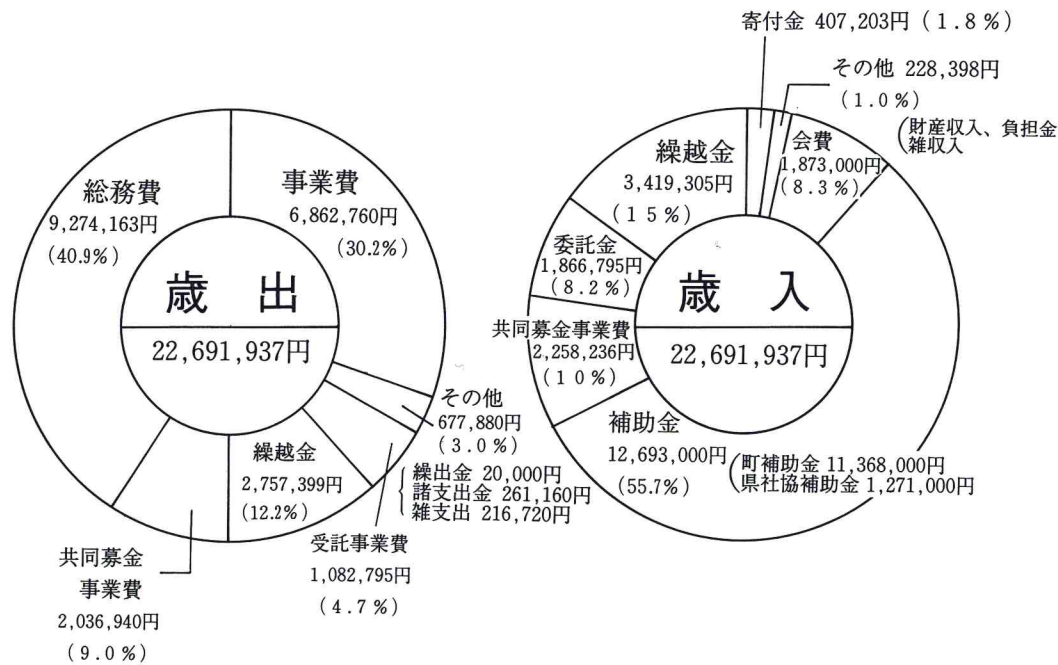 総務費
9,274,163円
(40.9%)
事業費
6,862,760円
(30.2%)
歳 出
22,691,937円
その他
677,880円
(3.0%)
繰出金 20,000円
諸支出金 261,160円
雑支出 216,720円
繰越金
2,757,399円
(12.2%)
受託事業費
1,082,795円
(4.7%)
共同募金
事業費
2,036,940円
(9.0%)
寄付金 407,203円(1.8%)
その他 228,398円
(1.0%)
(財産収入、負担金
雑収入
会費
1,873,000円
(8.3%)
繰越金
3,419,305円
(15%)
委託金
1,866,795円
(8.2%)
歳 入
22,691,937円
共同募金事業費
2,258,236円
(10%)
補助金
12,693,000円
(55.7%)
(町補助金 11,368,000円
県社協補助金 1,271,000円